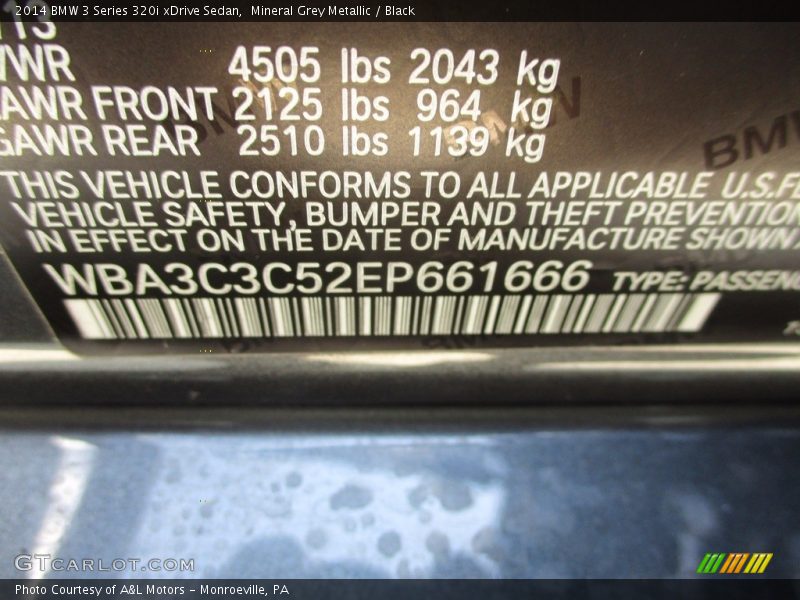 2014 BMW 3 Series 320i xDrive Sedan, Mineral Grey Metallic / Black
4505 lbs 2043 kg
FRONT 2125 lbs 964 kg
GAWR REAR 2510 lbs 1139 kg
THIS VEHICLE CONFORMS TO ALL APPLICABLE U.S.
VEHICLE SAFETY, BUMPER AND THEFT PREVENTION
IN EFFECT ON THE DATE OF MANUFACTURE SHOWN
WBA3C3C52EP661666 TYPE: PASSENG
BMW
GTCARLOT.COM
Photo Courtesy of A&L Motors - Monroeville, PA